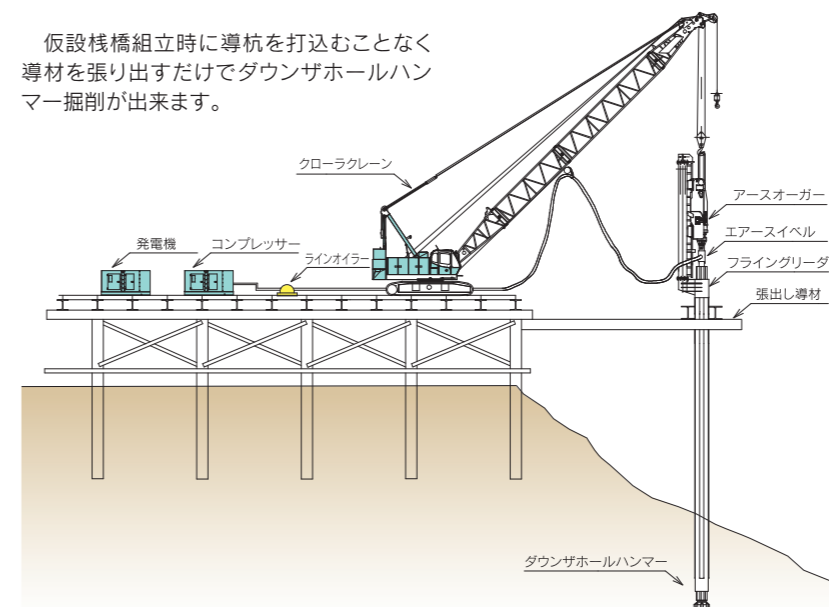 仮設桟橋組立時に導杭を打込むことなく
導材を張り出すだけでダウンザホールハン
マー掘削が出来ます。
クローラクレーン
発電機
コンプレッサー
ラインオイラー
アースオーガー
エアースイベル
フライングリーダ
張出し導材
ダウンザホールハンマー